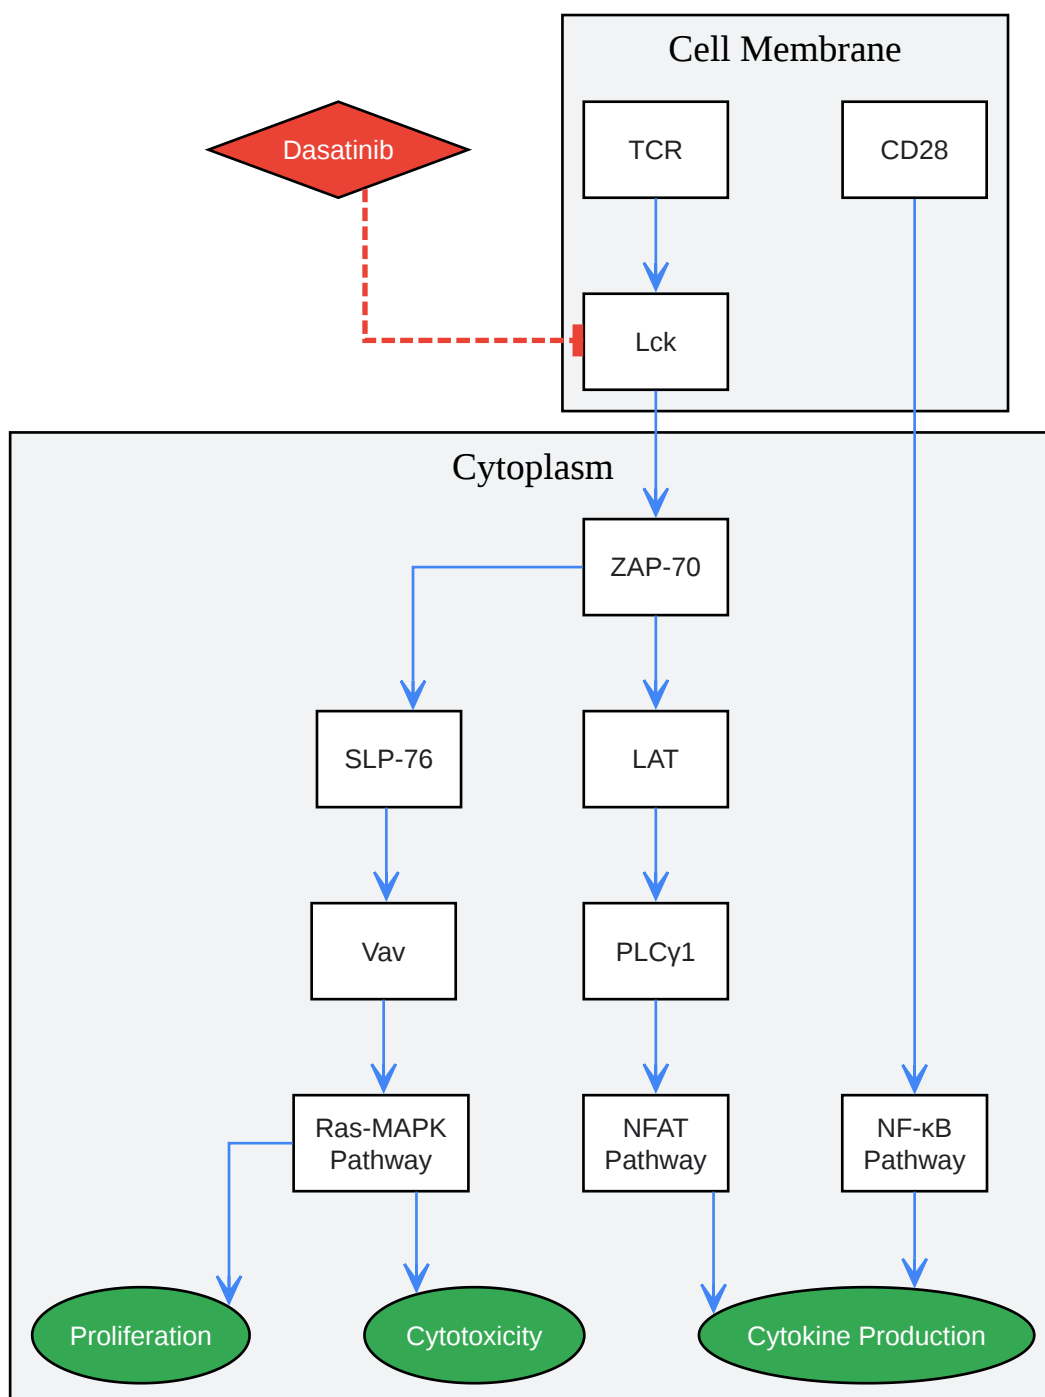 Cell Membrane
Dasatinib
TCR
CD28
Lck
Cytoplasm
ZAP-70
SLP-76
LAT
Vav
PLCγ1
Ras-MAPK
Pathway
NFAT
Pathway
NF-κB
Pathway
Proliferation
Cytotoxicity
Cytokine Production